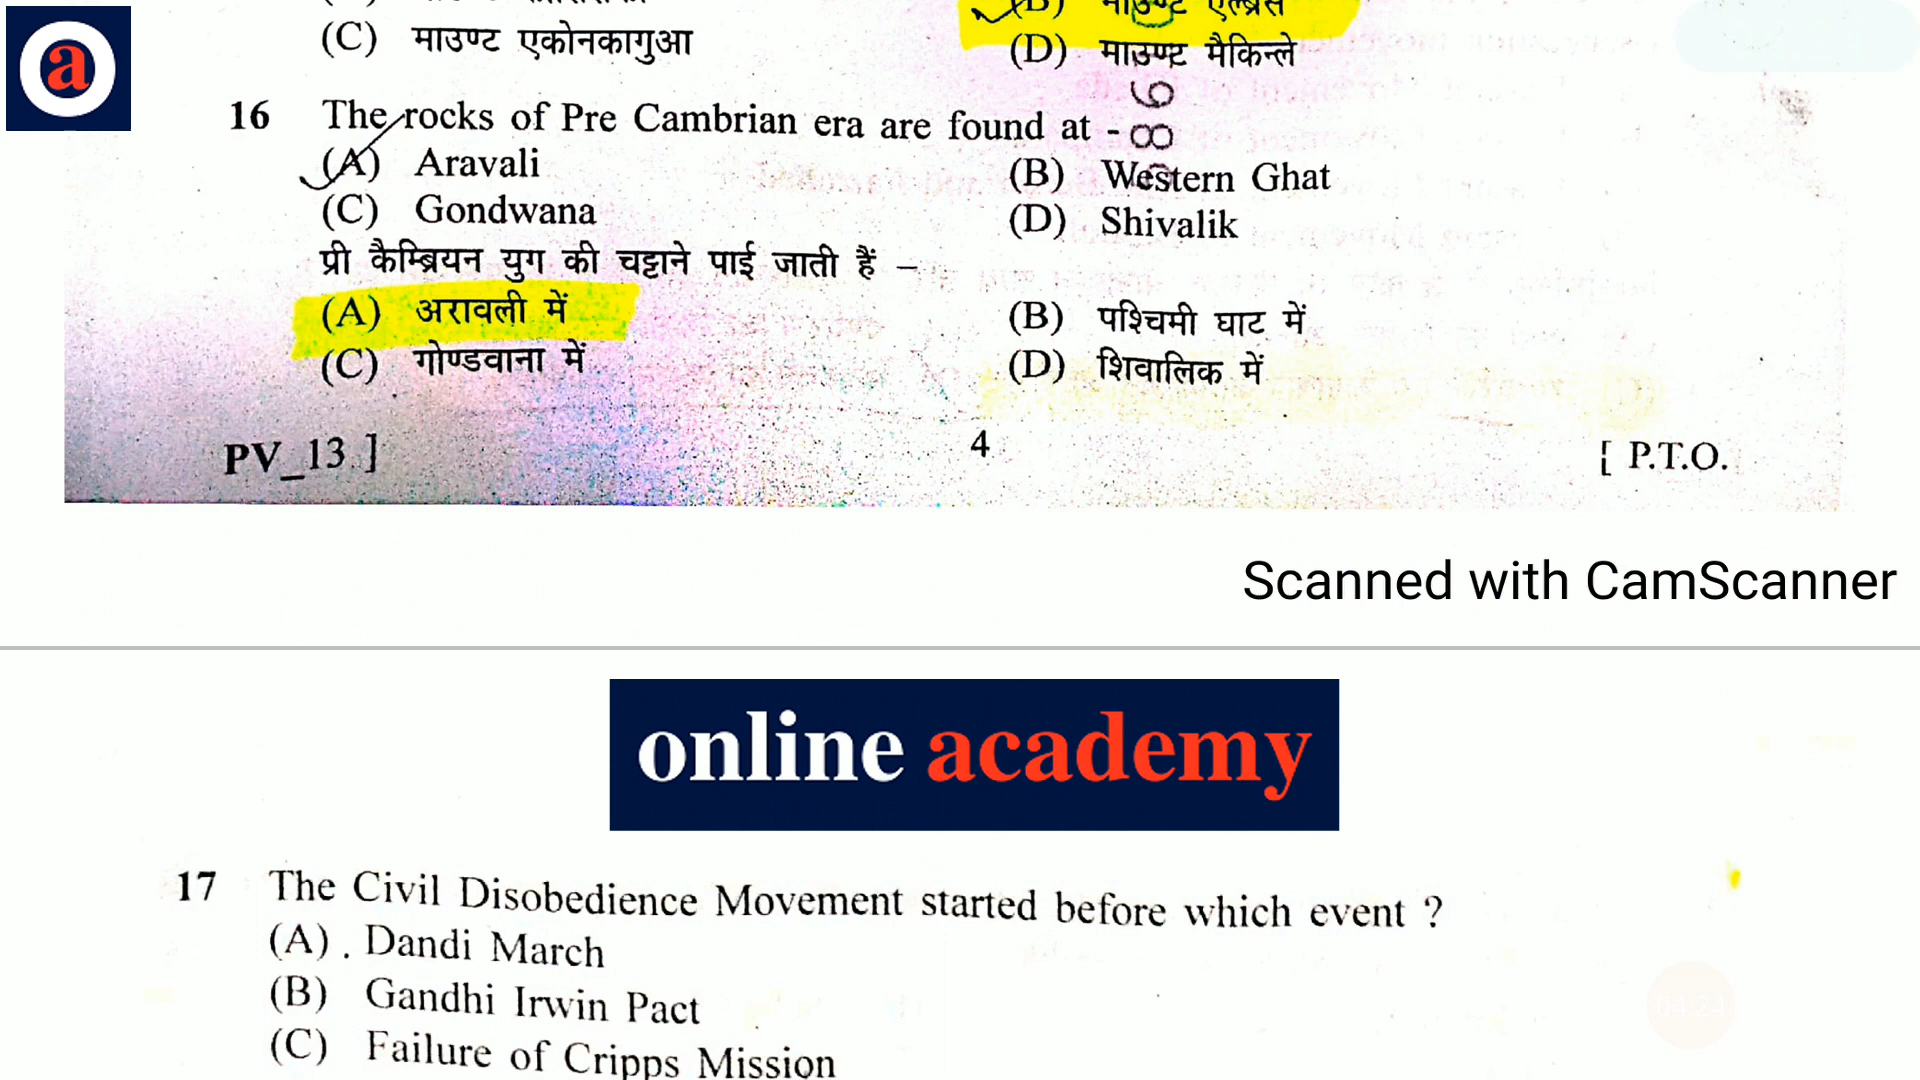 a
(C) माउण्ट एकोनकागुआ
(D) माउण्ट मैकिन्ले
16 The rocks of Pre Cambrian era are found at -
(A) Aravali
(B) Western Ghat
(C) Gondwana
(D) Shivalik
प्री कैम्ब्रियन युग की चट्टाने पाई जाती हैं –
(A) अरावली में
(B) पश्चिमी घाट में
(C) गोण्डवाना में
(D) शिवालिक में
PV_13 ]
4
[ P.T.O.
Scanned with CamScanner
online academy
17 The Civil Disobedience Movement started before which event ?
(A) . Dandi March
(B) Gandhi Irwin Pact
(C) Failure of Cripps Mission
04:24